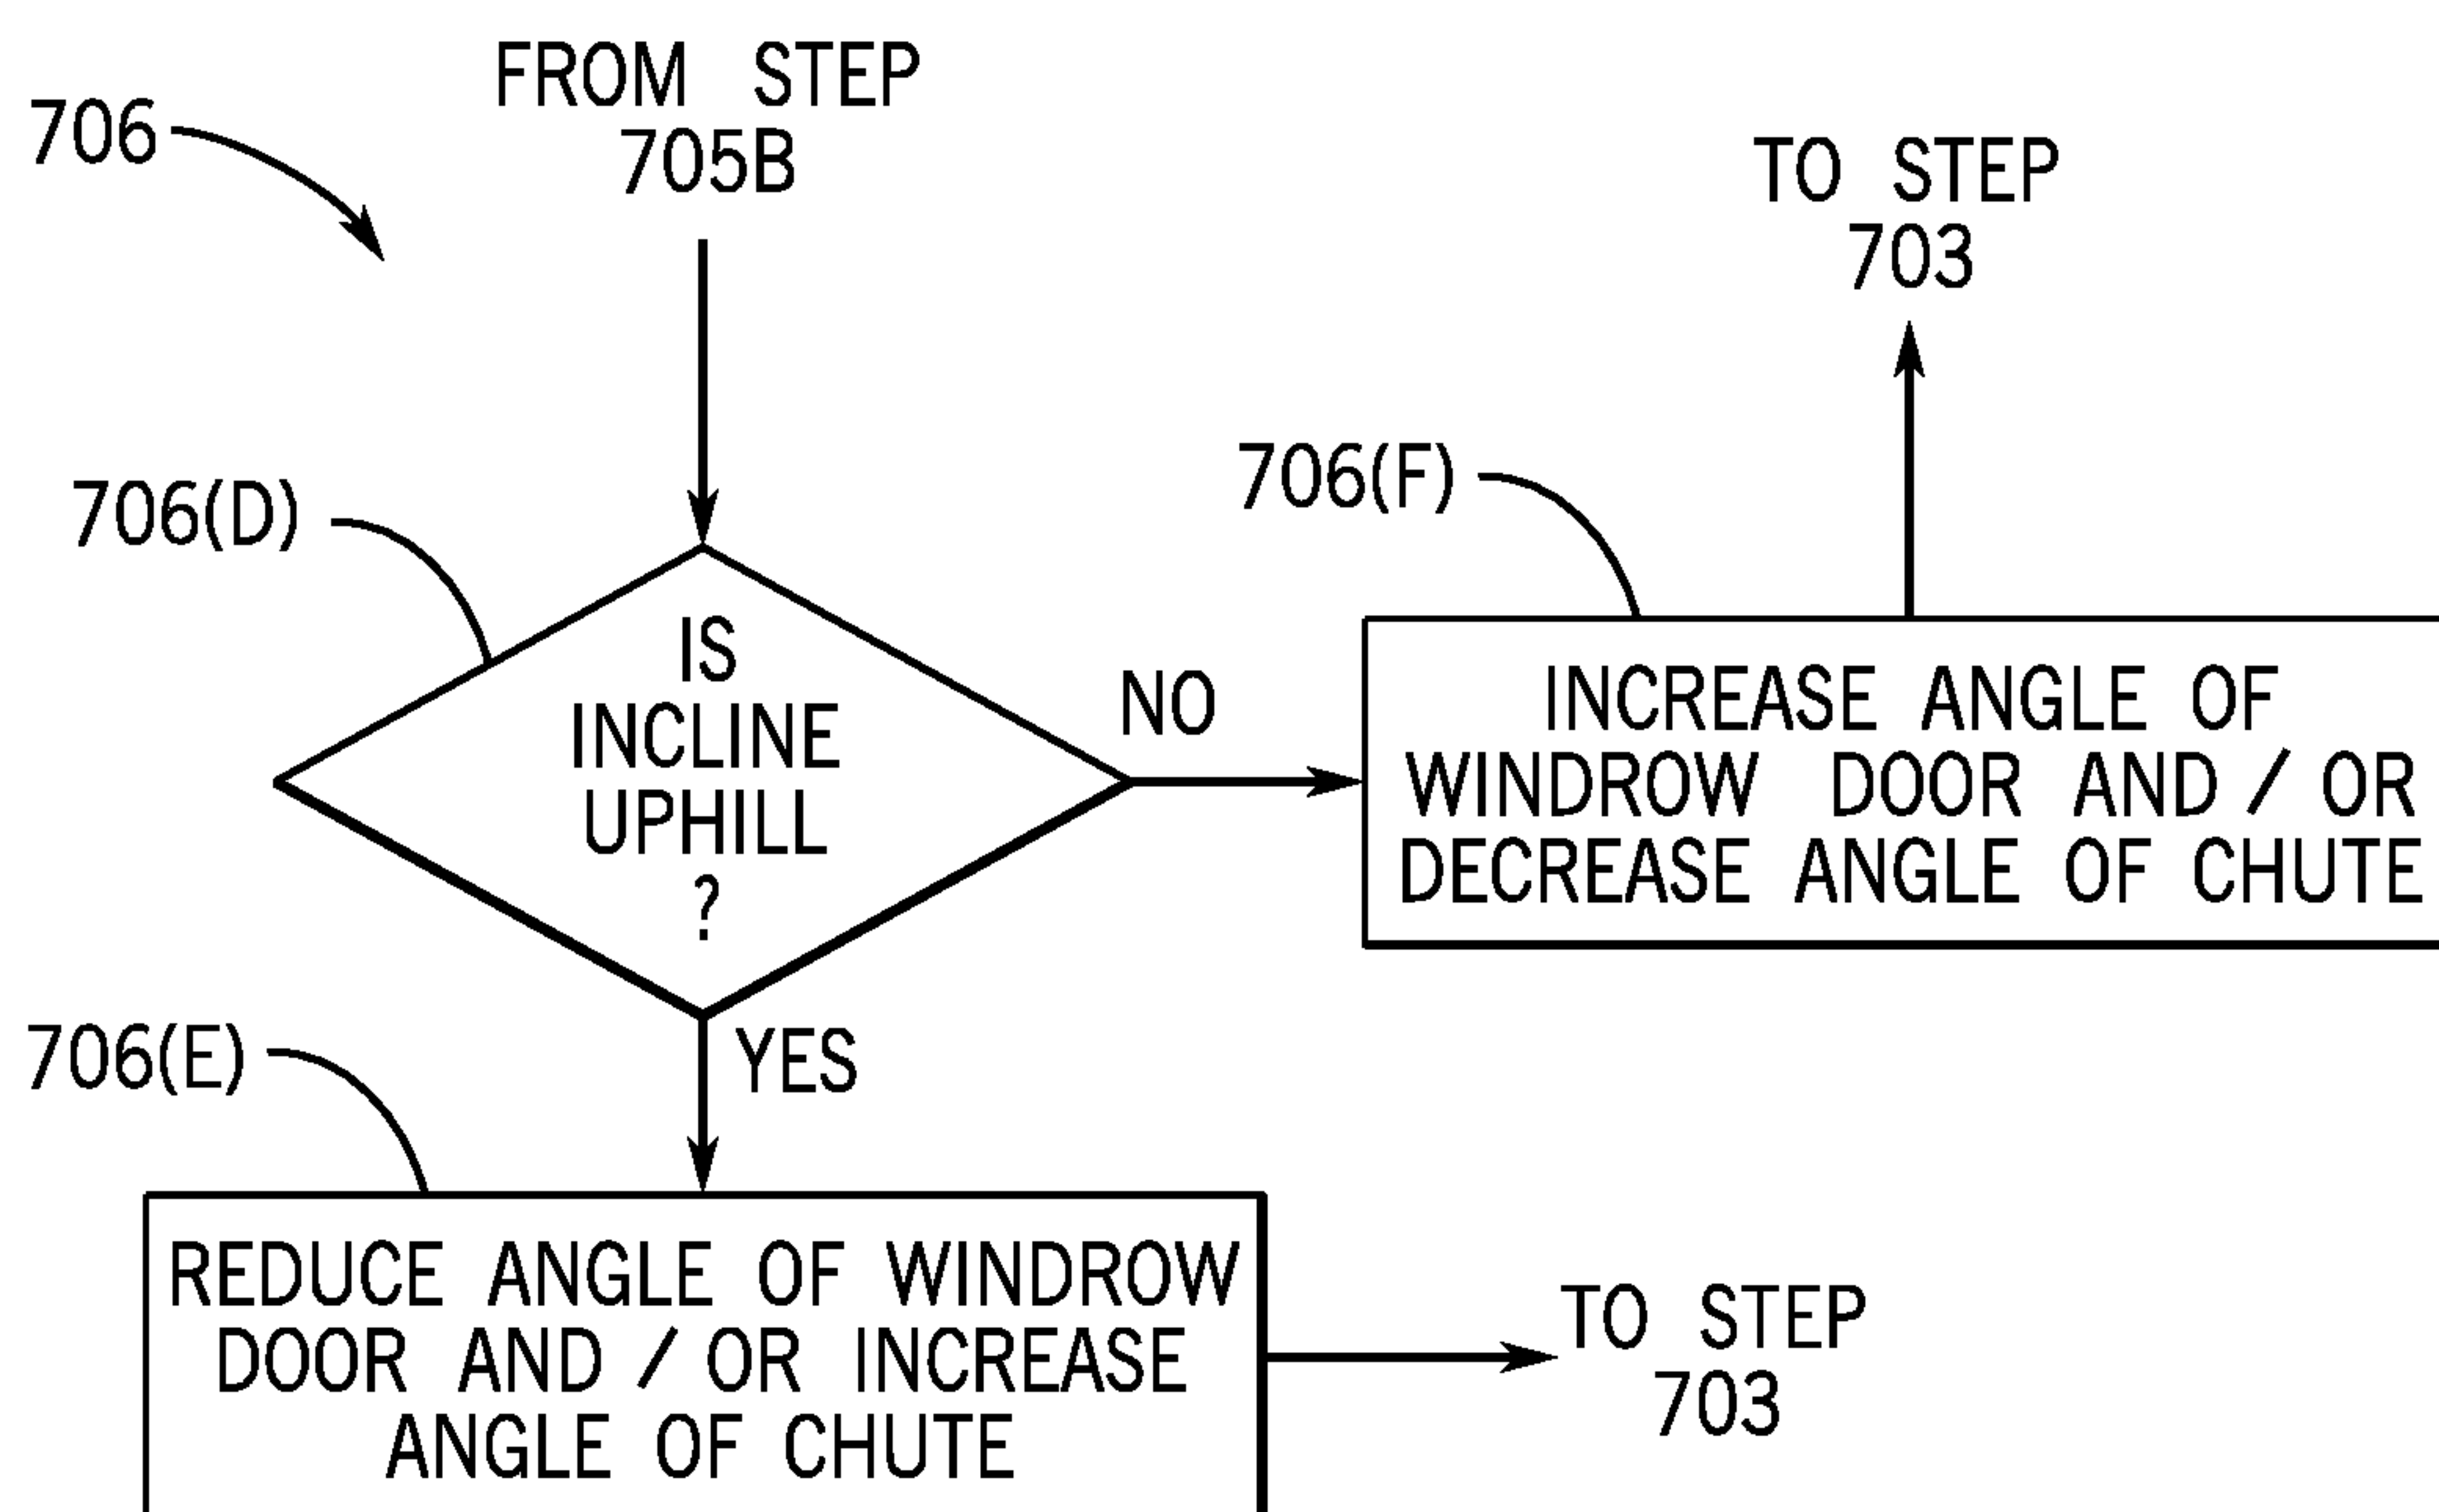 FROM STEP
705B
706
TO STEP
703
706(D)
706(F)
IS
INCLINE
UPHILL
?
NO
INCREASE ANGLE OF
WINDROW DOOR AND / OR
DECREASE ANGLE OF CHUTE
YES
706(E)
REDUCE ANGLE OF WINDROW
DOOR AND / OR INCREASE
ANGLE OF CHUTE
TO STEP
703